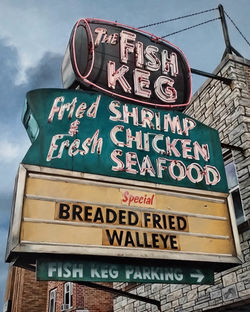 THE
FISH
KEG
Fried SHRIMP
& CHICKEN
Fresh SEAFOOD
Special
BREADED FRIED
WALLEYE
FISH KEG PARKING →